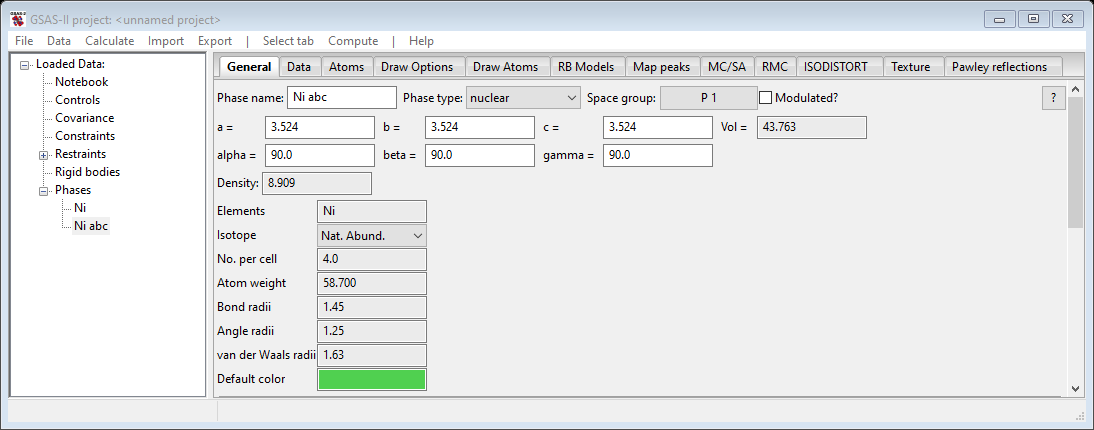 GSAS-II project: <unnamed project>
File Data Calculate Import Export | Select tab Compute | Help
Loaded Data:
Notebook
Controls
Covariance
Constraints
Restraints
Rigid bodies
Phases
Ni
Ni abc
General Data Atoms Draw Options Draw Atoms RB Models Map peaks MC/SA RMC ISODISTORT Texture Pawley reflections
Phase name: Ni abc Phase type: nuclear Space group: P 1 Modulated? ?
a = 3.524 b = 3.524 c = 3.524 Vol = 43.763
alpha = 90.0 beta = 90.0 gamma = 90.0
Density: 8.909
Elements Ni
Isotope Nat. Abund.
No. per cell 4.0
Atom weight 58.700
Bond radii 1.45
Angle radii 1.25
van der Waals radii 1.63
Default color